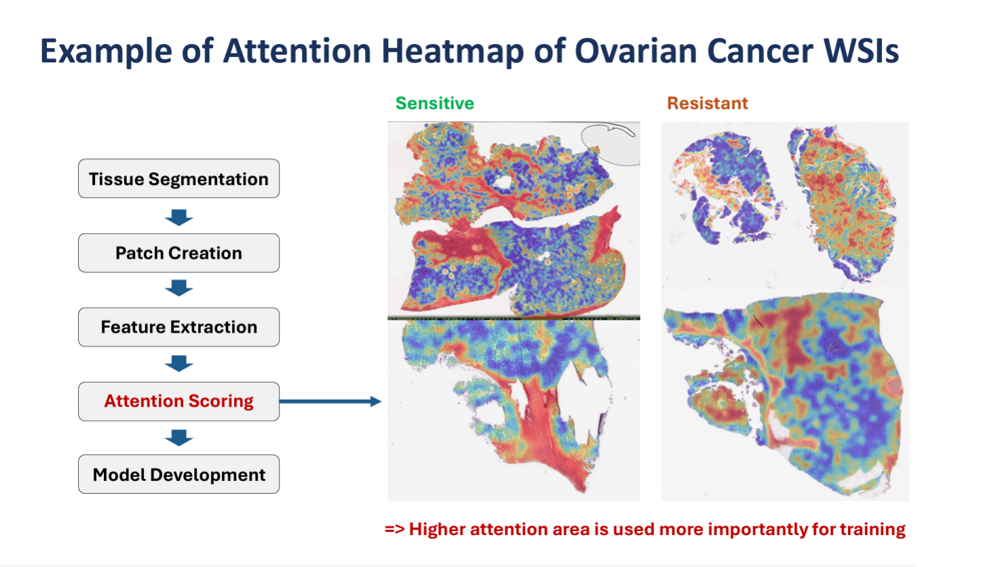 Example of Attention Heatmap of Ovarian Cancer WSIs
Sensitive
Resistant
Tissue Segmentation
Patch Creation
Feature Extraction
Attention Scoring
Model Development
=> Higher attention area is used more importantly for training